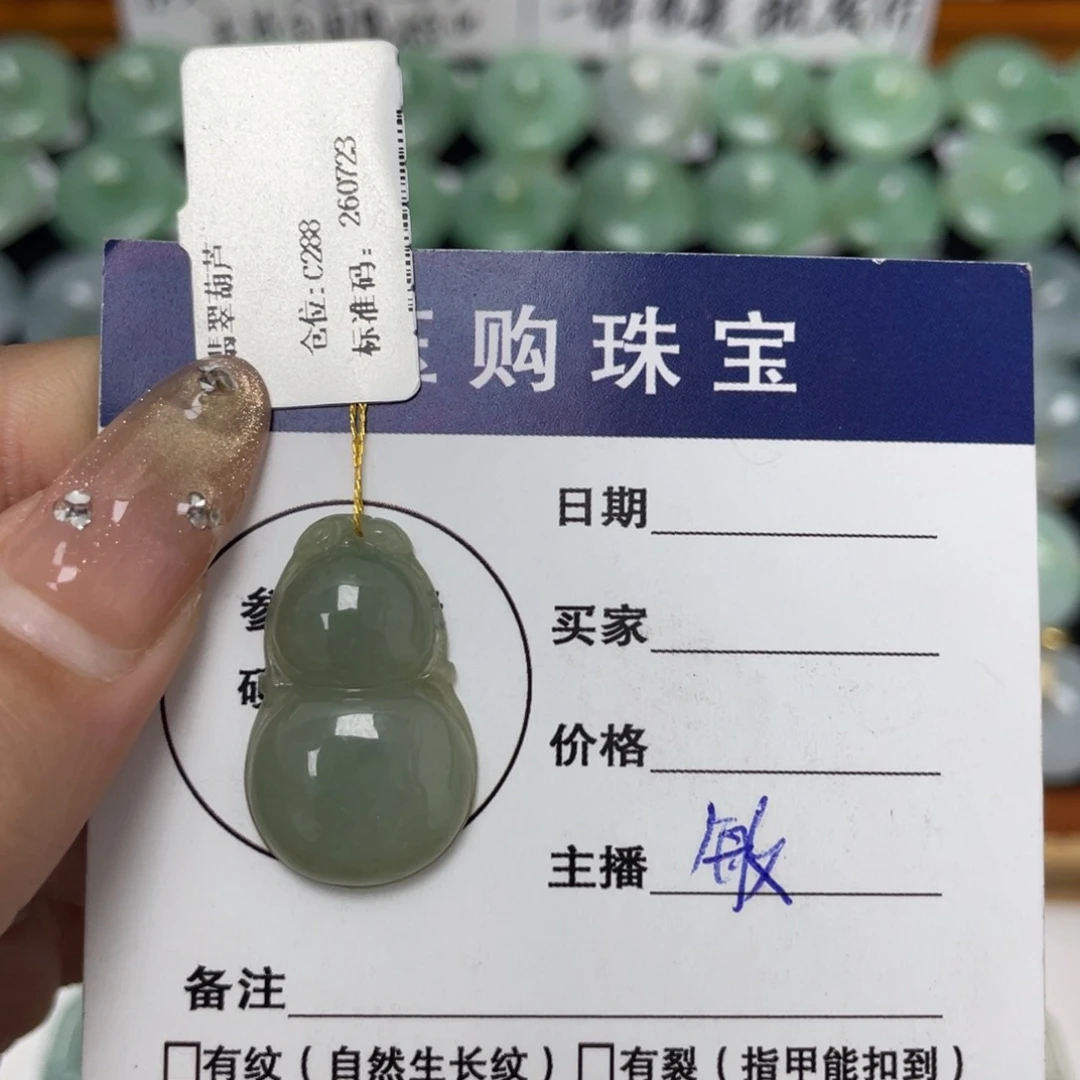 翡翠葫芦
仓位:C288
标准码: 260723
购珠宝
日期
买家
价格
主播 敏
备注
□有纹(自然生长纹) □有裂(指甲能扣到)